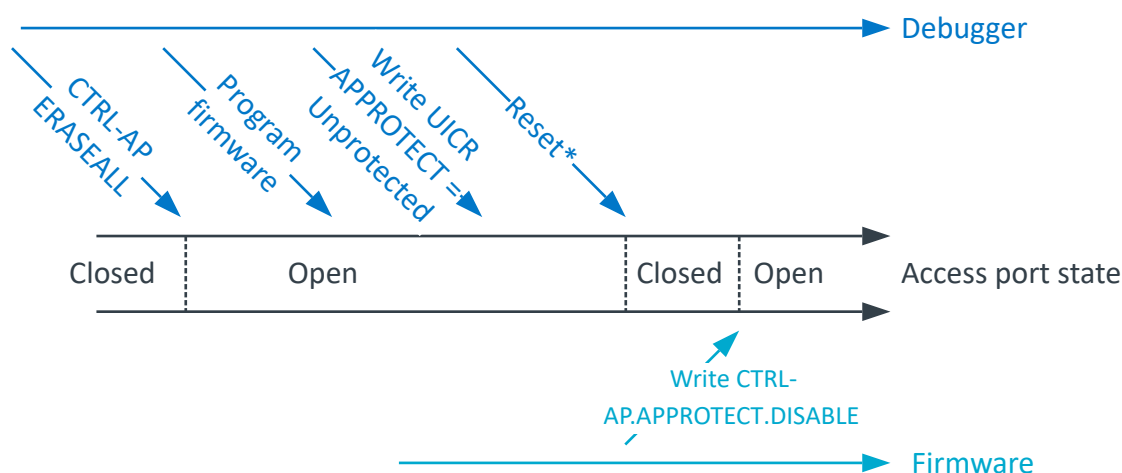 Debugger
CTRL-AP
ERASEALL
Program
firmware
Write UICR
APPROTECT =
Unprotected
Reset*
Closed
Open
Closed
Open
Access port state
Write CTRL-
AP.APPROTECT.DISABLE
Firmware